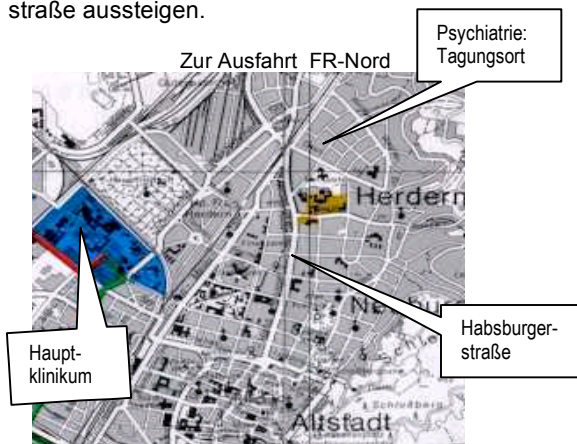 straße aussteigen.
Psychiatrie:
Tagungsort
Zur Ausfahrt FR-Nord
Herdern
Habsburger-
straße
Haupt-
klinikum
Altstadt